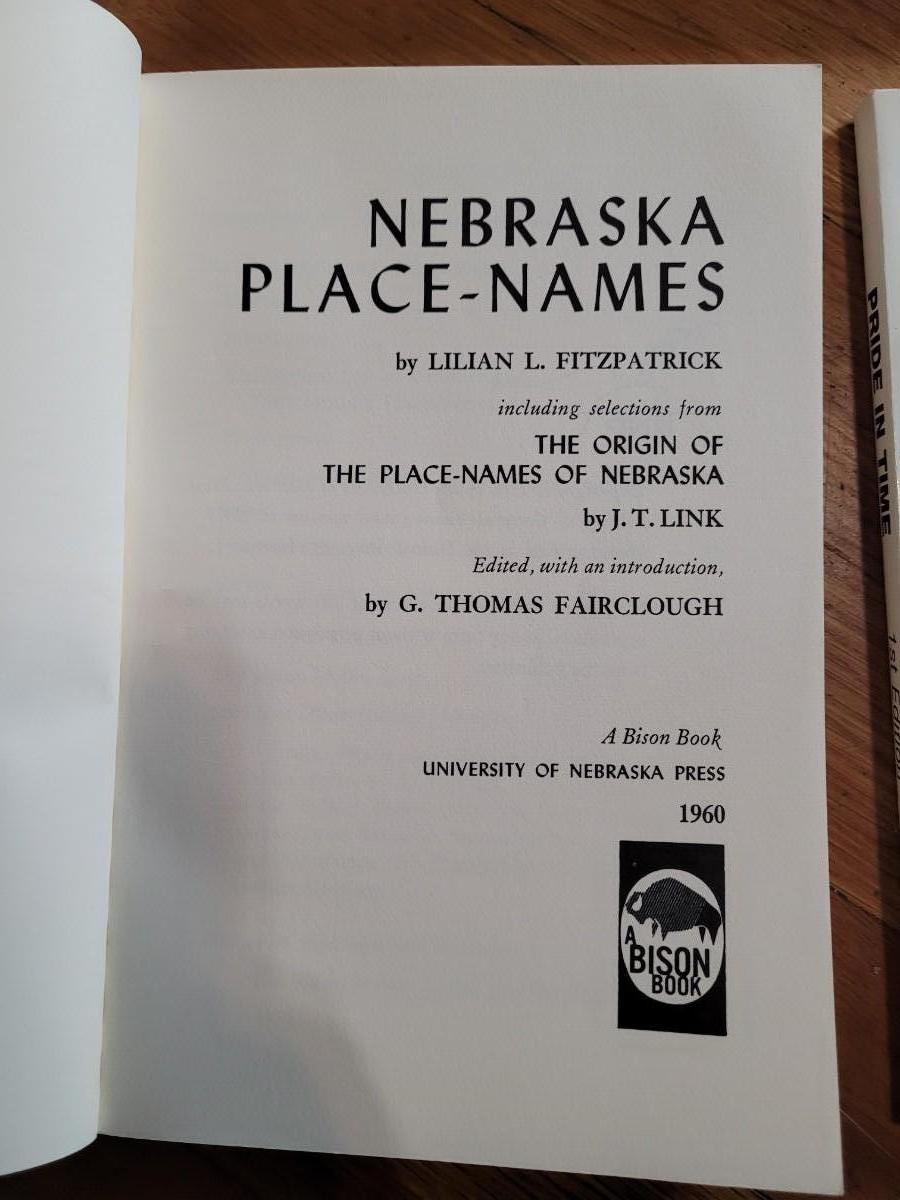 NEBRASKA
PLACE-NAMES
by LILIAN L. FITZPATRICK
including selections from
THE ORIGIN OF
THE PLACE-NAMES OF NEBRASKA
by J. T. LINK
Edited, with an introduction,
by G. THOMAS FAIRCLOUGH
A Bison Book
UNIVERSITY OF NEBRASKA PRESS
1960
A
BISON
BOOK
PRIDE IN TIME
1st Edition